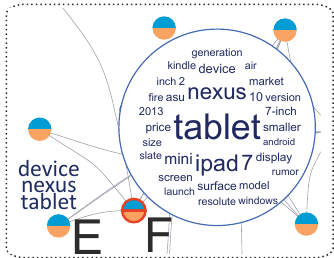 generation
kindle device air
inch 2 nexus market
fire asu 10 version
2013 7-inch
price tablet smaller
size android
slate mini ipad 7 display
screen rumor
launch surface model
resolute windows
device
nexus
tablet
E F